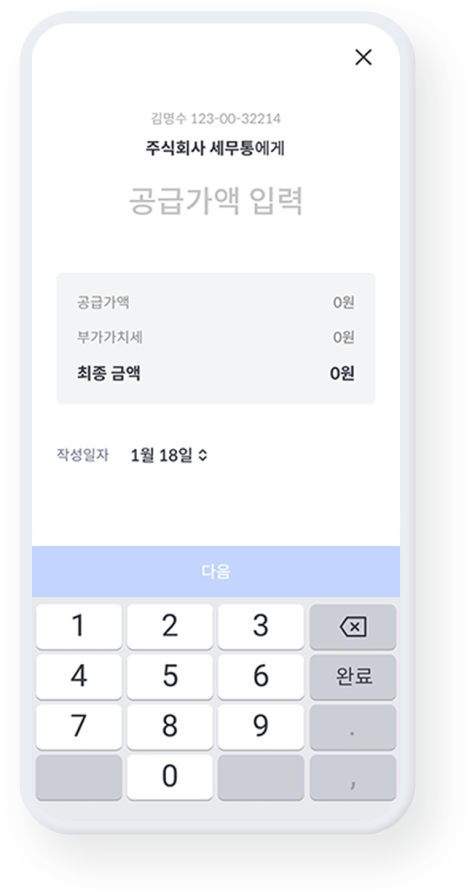 김명수 123-00-32214
주식회사 세무통에게
공급가액 입력
공급가액 0원
부가가치세 0원
최종 금액 0원
작성일자 1월 18일
다음
1 2 3
4 5 6 완료
7 8 9 .
0 ,